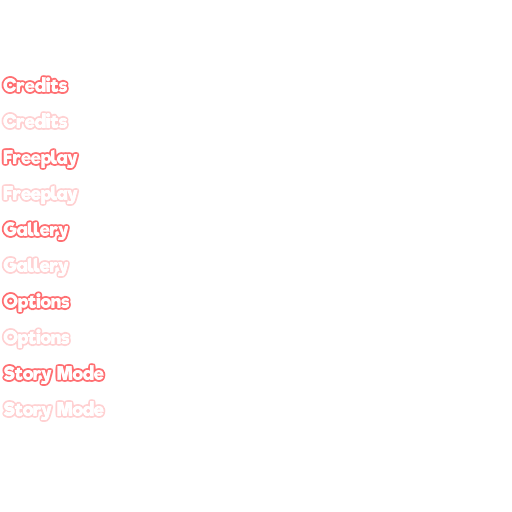 Credits
Credits
Freeplay
Freeplay
Gallery
Gallery
Options
Options
Story Mode
Story Mode